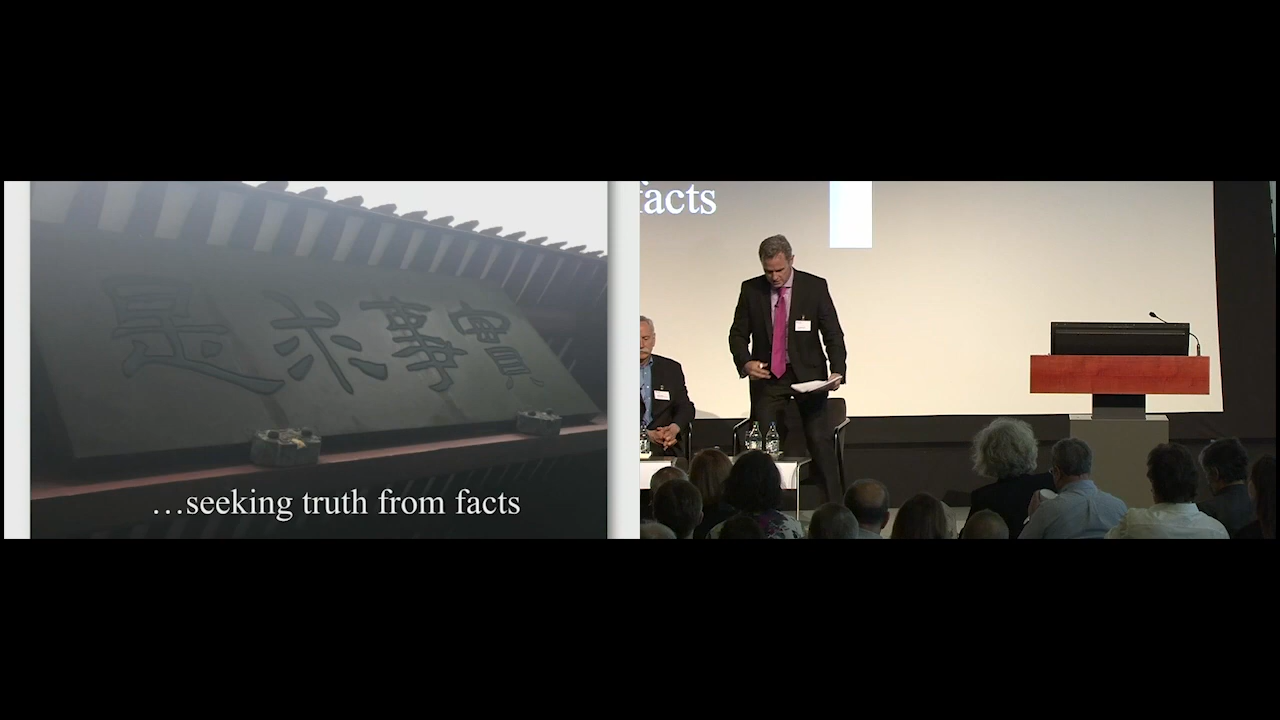 實事求是
…seeking truth from facts
facts